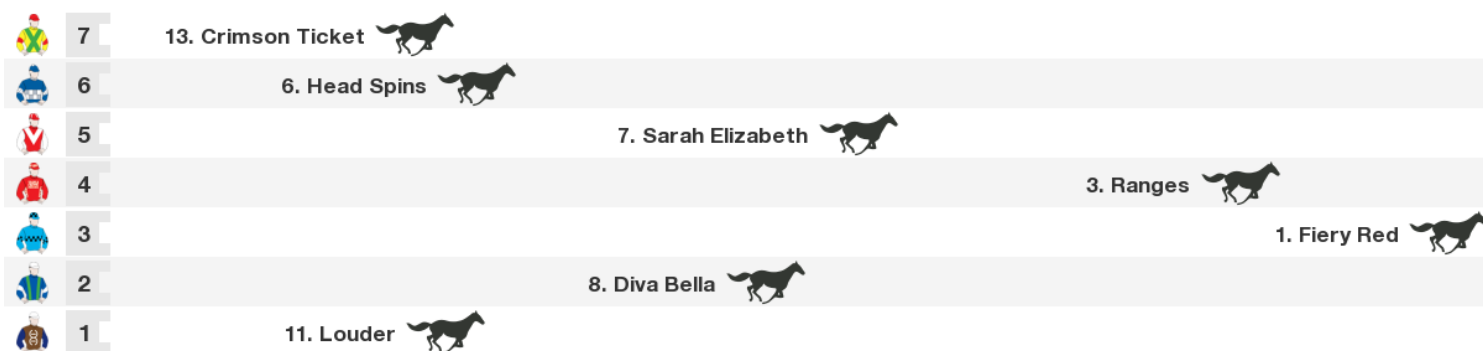 7 13. Crimson Ticket
6 6. Head Spins
5 7. Sarah Elizabeth
4 3. Ranges
3 1. Fiery Red
2 8. Diva Bella
1 11. Louder